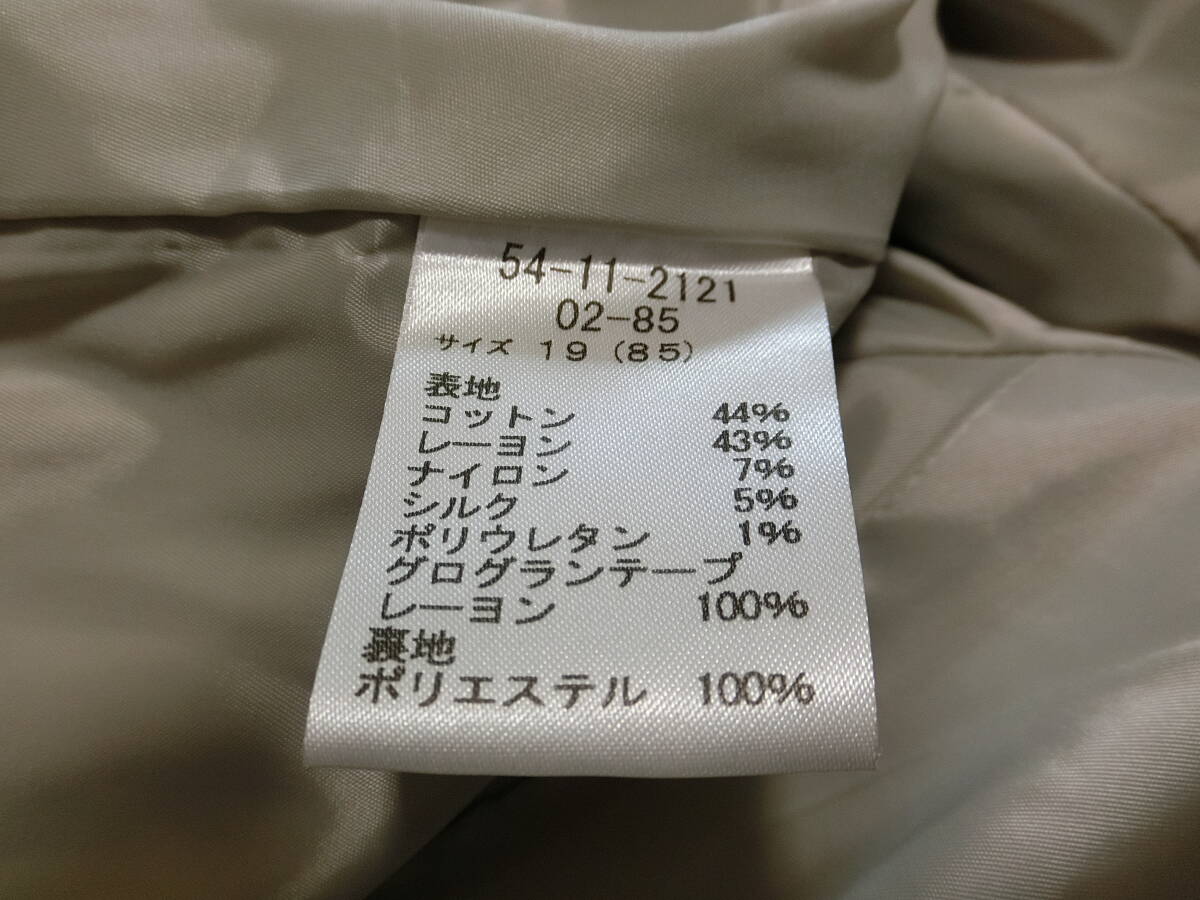 54-11-2121
02-85
サイズ 19 (85)
表地
コットン 44%
レーヨン 43%
ナイロン 7%
シルク 5%
ポリウレタン 1%
グログランテープ
レーヨン 100%
裏地
ポリエステル 100%